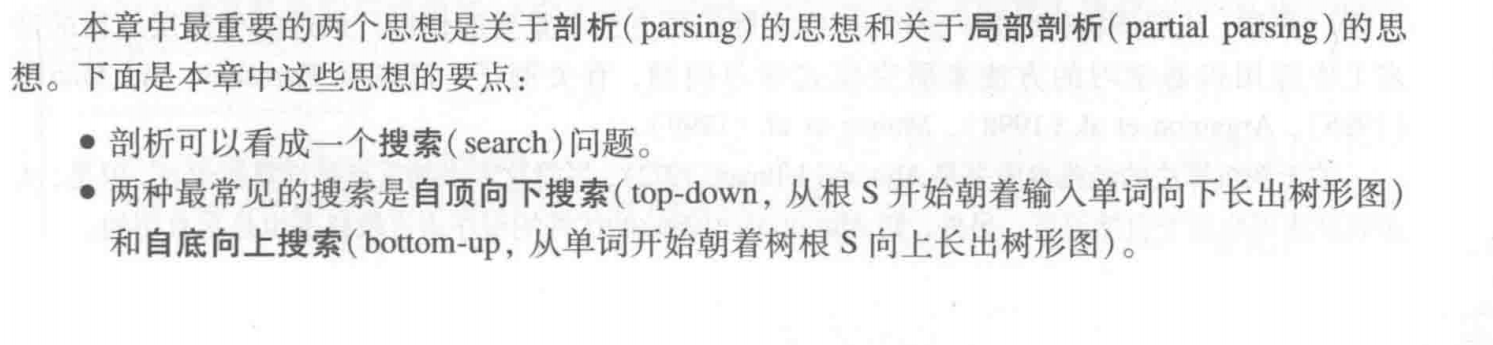 本章中最重要的两个思想是关于剖析(parsing)的思想和关于局部剖析(partial parsing)的思
想。下面是本章中这些思想的要点:
● 剖析可以看成一个搜索(search)问题。
● 两种最常见的搜索是自顶向下搜索(top-down，从根 S 开始朝着输入单词向下长出树形图)
和自底向上搜索(bottom-up，从单词开始朝着树根 S 向上长出树形图)。